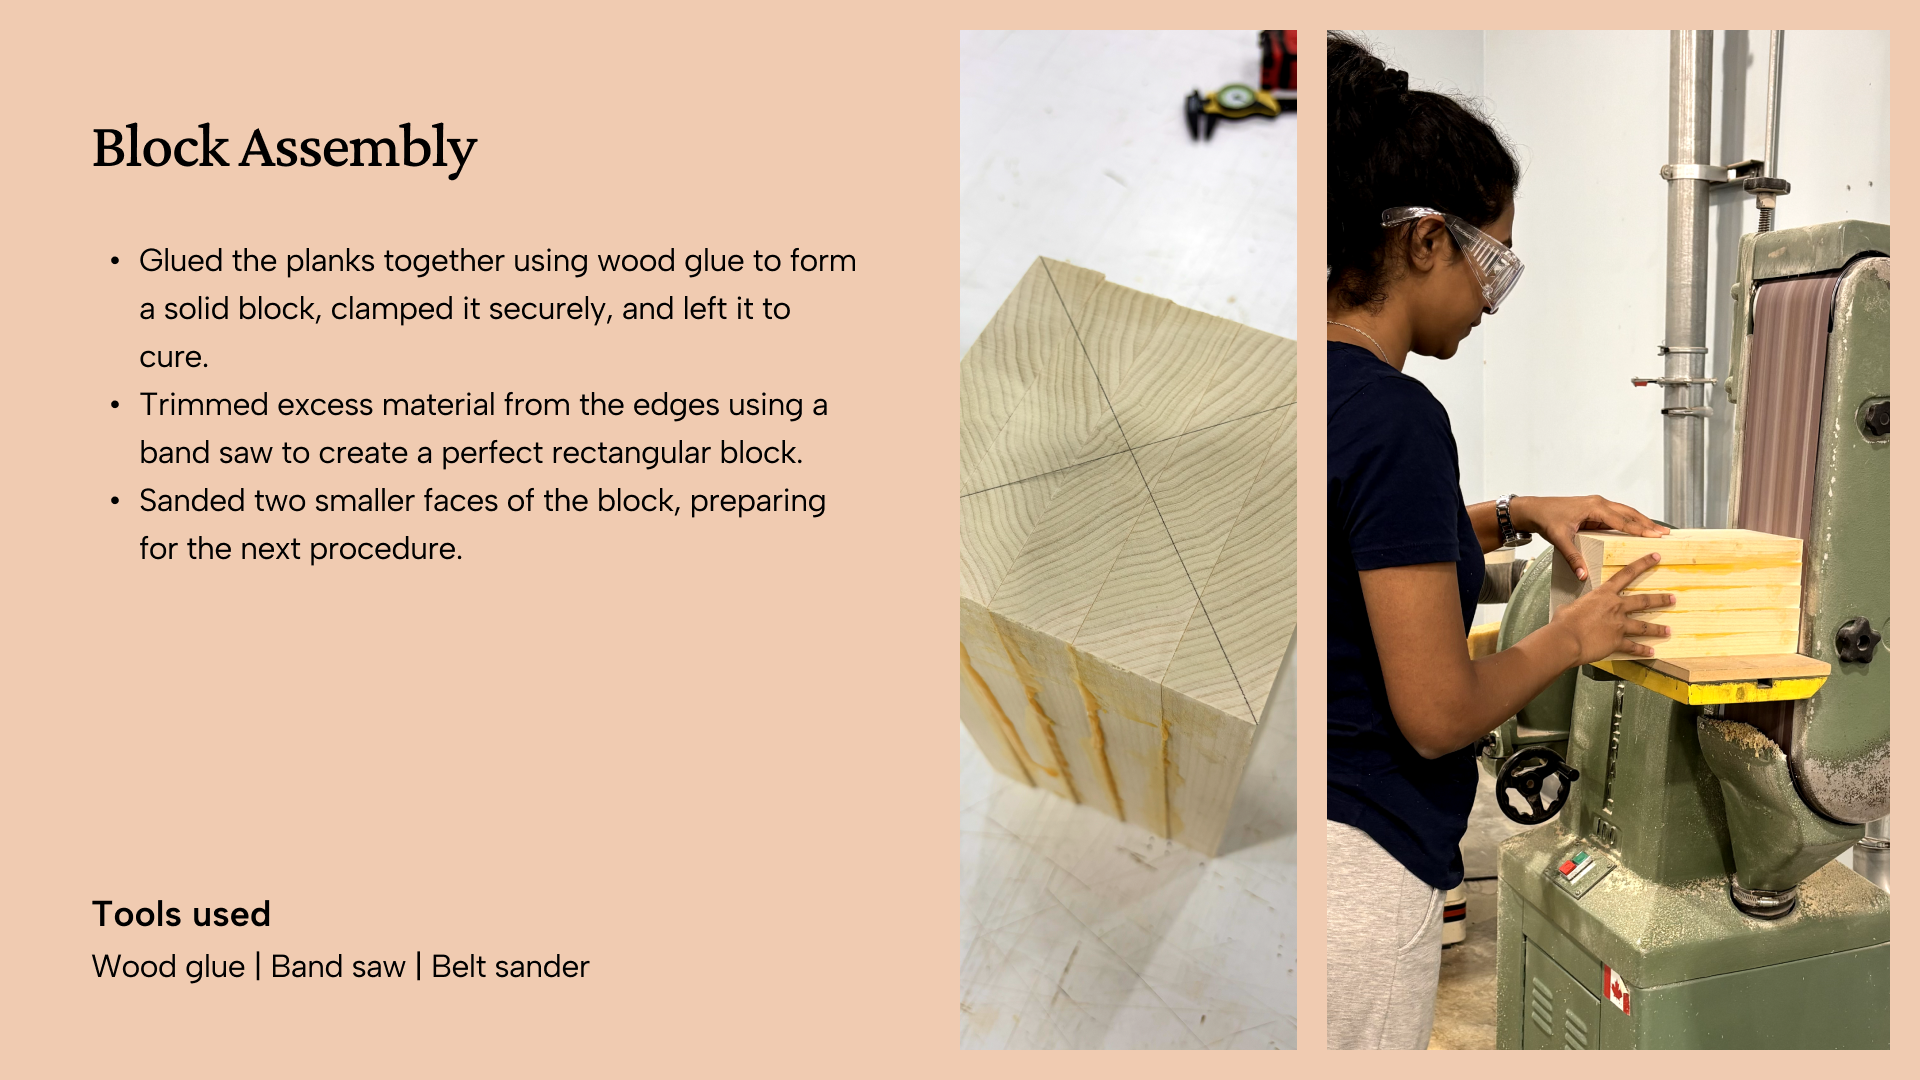 Block Assembly
• Glued the planks together using wood glue to form
a solid block, clamped it securely, and left it to
cure.
• Trimmed excess material from the edges using a
band saw to create a perfect rectangular block.
• Sanded two smaller faces of the block, preparing
for the next procedure.
Tools used
Wood glue | Band saw | Belt sander